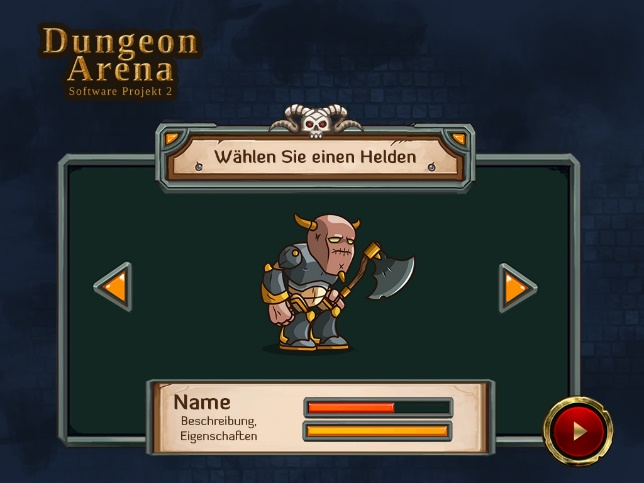 Dungeon
Arena
Software Projekt 2
Wählen Sie einen Helden
Name
Beschreibung,
Eigenschaften